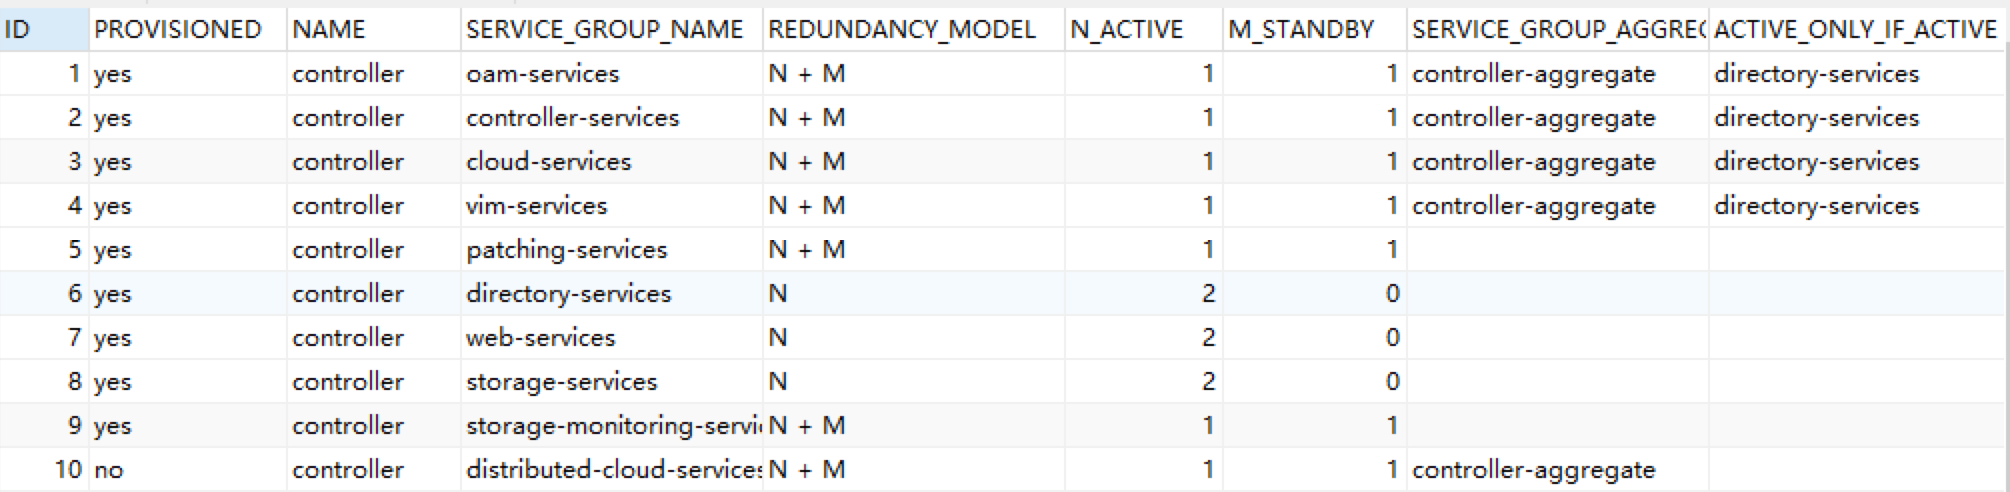 ID PROVISIONED NAME SERVICE_GROUP_NAME REDUNDANCY_MODEL N_ACTIVE M_STANDBY SERVICE_GROUP_AGGREG ACTIVE_ONLY_IF_ACTIVE
1 yes controller oam-services N + M 1 1 controller-aggregate directory-services
2 yes controller controller-services N + M 1 1 controller-aggregate directory-services
3 yes controller cloud-services N + M 1 1 controller-aggregate directory-services
4 yes controller vim-services N + M 1 1 controller-aggregate directory-services
5 yes controller patching-services N + M 1 1
6 yes controller directory-services N 2 0
7 yes controller web-services N 2 0
8 yes controller storage-services N 2 0
9 yes controller storage-monitoring-servi N + M 1 1
10 no controller distributed-cloud-services N + M 1 1 controller-aggregate